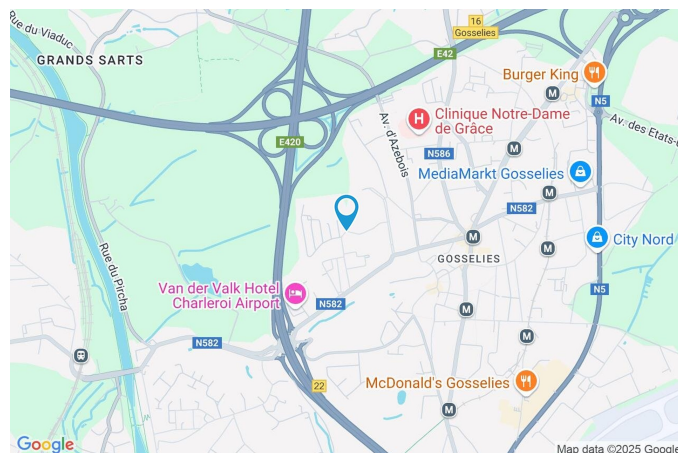 Rue du Viaduc
GRANDS SARTS
16
Gosselies
E42
Burger King
N5
Av. d'Azebois
Clinique Notre-Dame
de Grâce
H
M
Av. des Etats-U
E420
N586
M
MediaMarkt Gosselies
M
N582
M
City Nord
M
GOSSELIES
Rue du Pircha
Van der Valk Hotel
Charleroi Airport
N582
N5
M
M
N582
22
McDonald's Gosselies
M
Google
Map data ©2025 Google